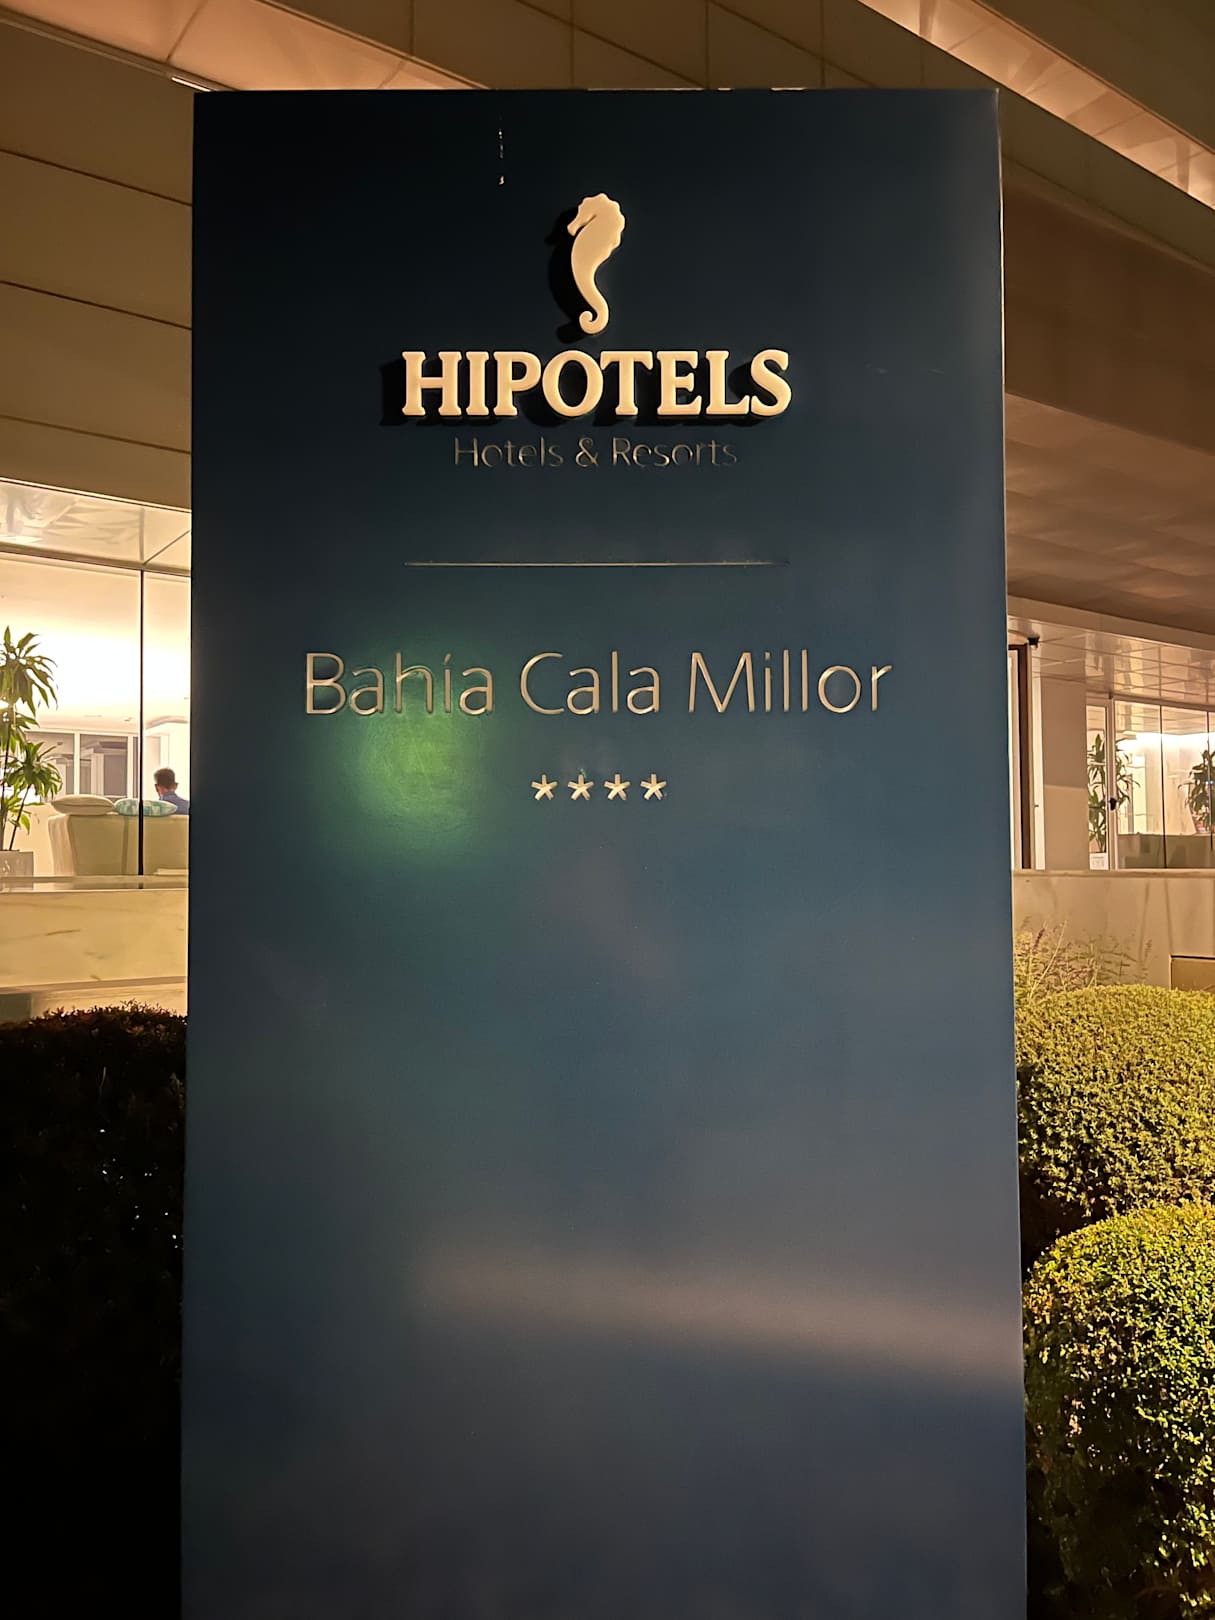 HIPOTELS
Hotels & Resorts
Bahía Cala Millor
****